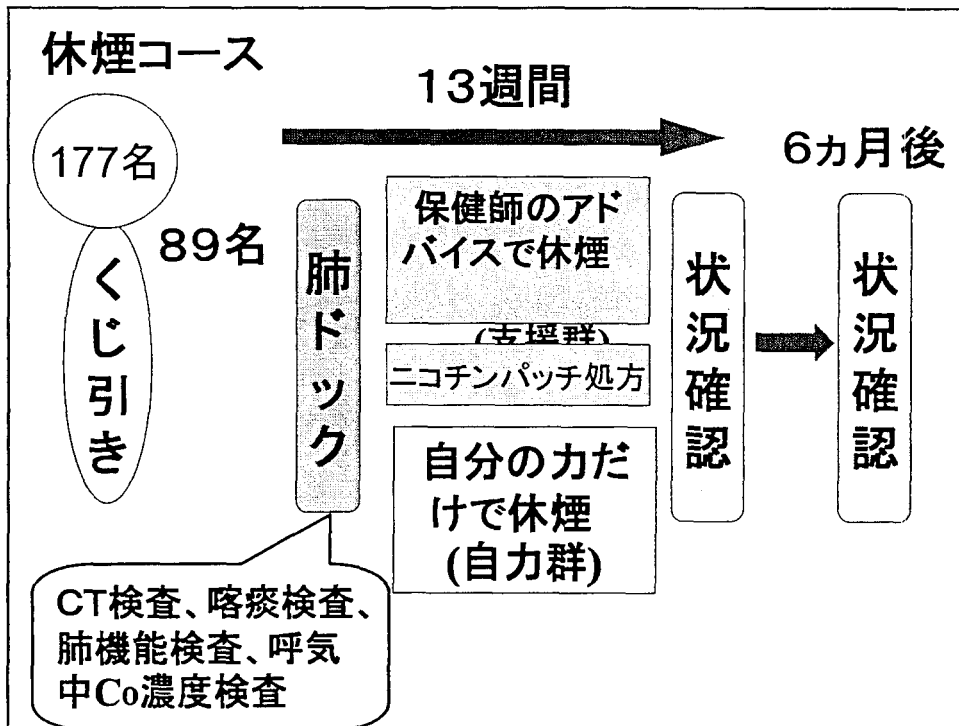 休煙コース
13週間
177名
6ヵ月後
89名
くじ引き
肺ドック
保健師のアド
バイスで休煙
(支援群)
ニコチンパッチ処方
自分の力だ
けで休煙
(自力群)
状況確認
状況確認
CT検査、喀痰検査、
肺機能検査、呼気
中Co濃度検査